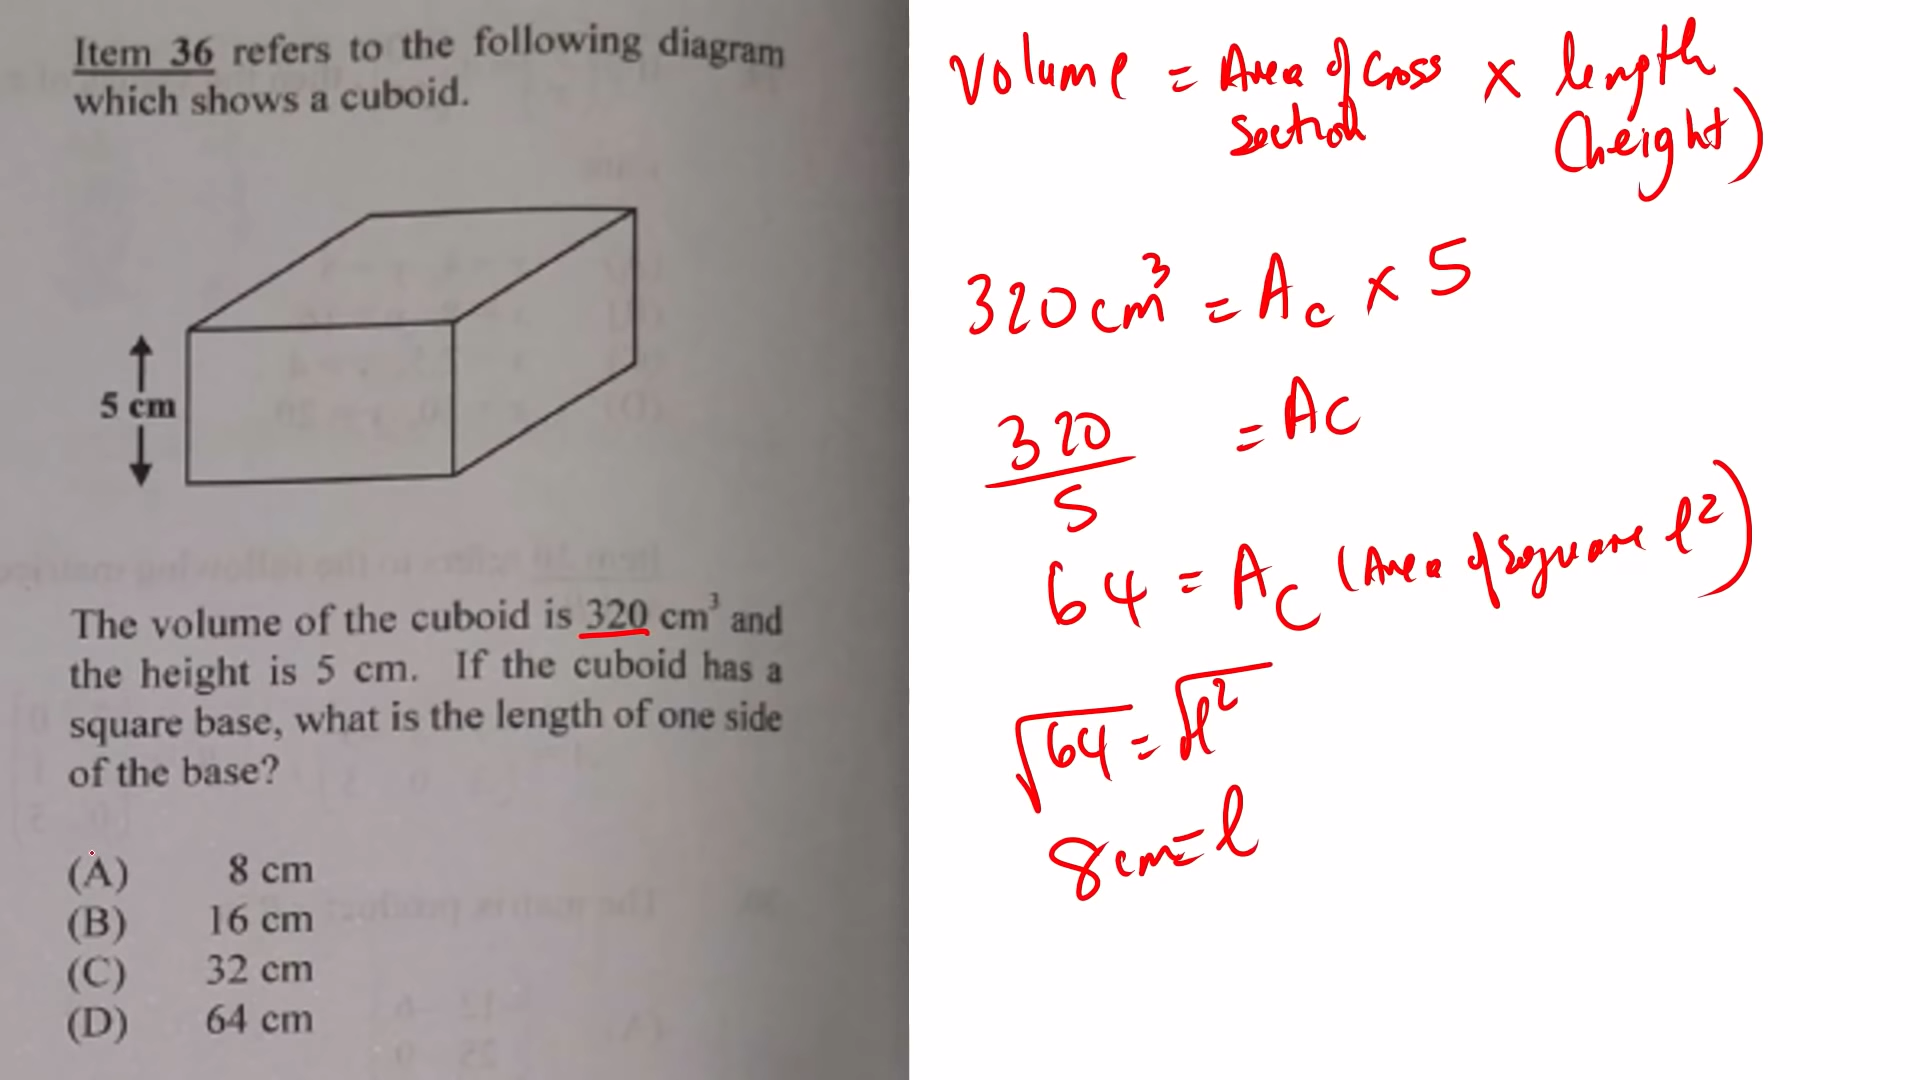 Item 36 refers to the following diagram
which shows a cuboid.
5 cm
The volume of the cuboid is 320 cm³ and
the height is 5 cm. If the cuboid has a
square base, what is the length of one side
of the base?
(A) 8 cm
(B) 16 cm
(C) 32 cm
(D) 64 cm
Volume = Area of Cross Section × length (height)
320 cm³ = Ac × 5
320/5 = Ac
64 = Ac (Area of square l²)
√64 = √l²
8 cm = l